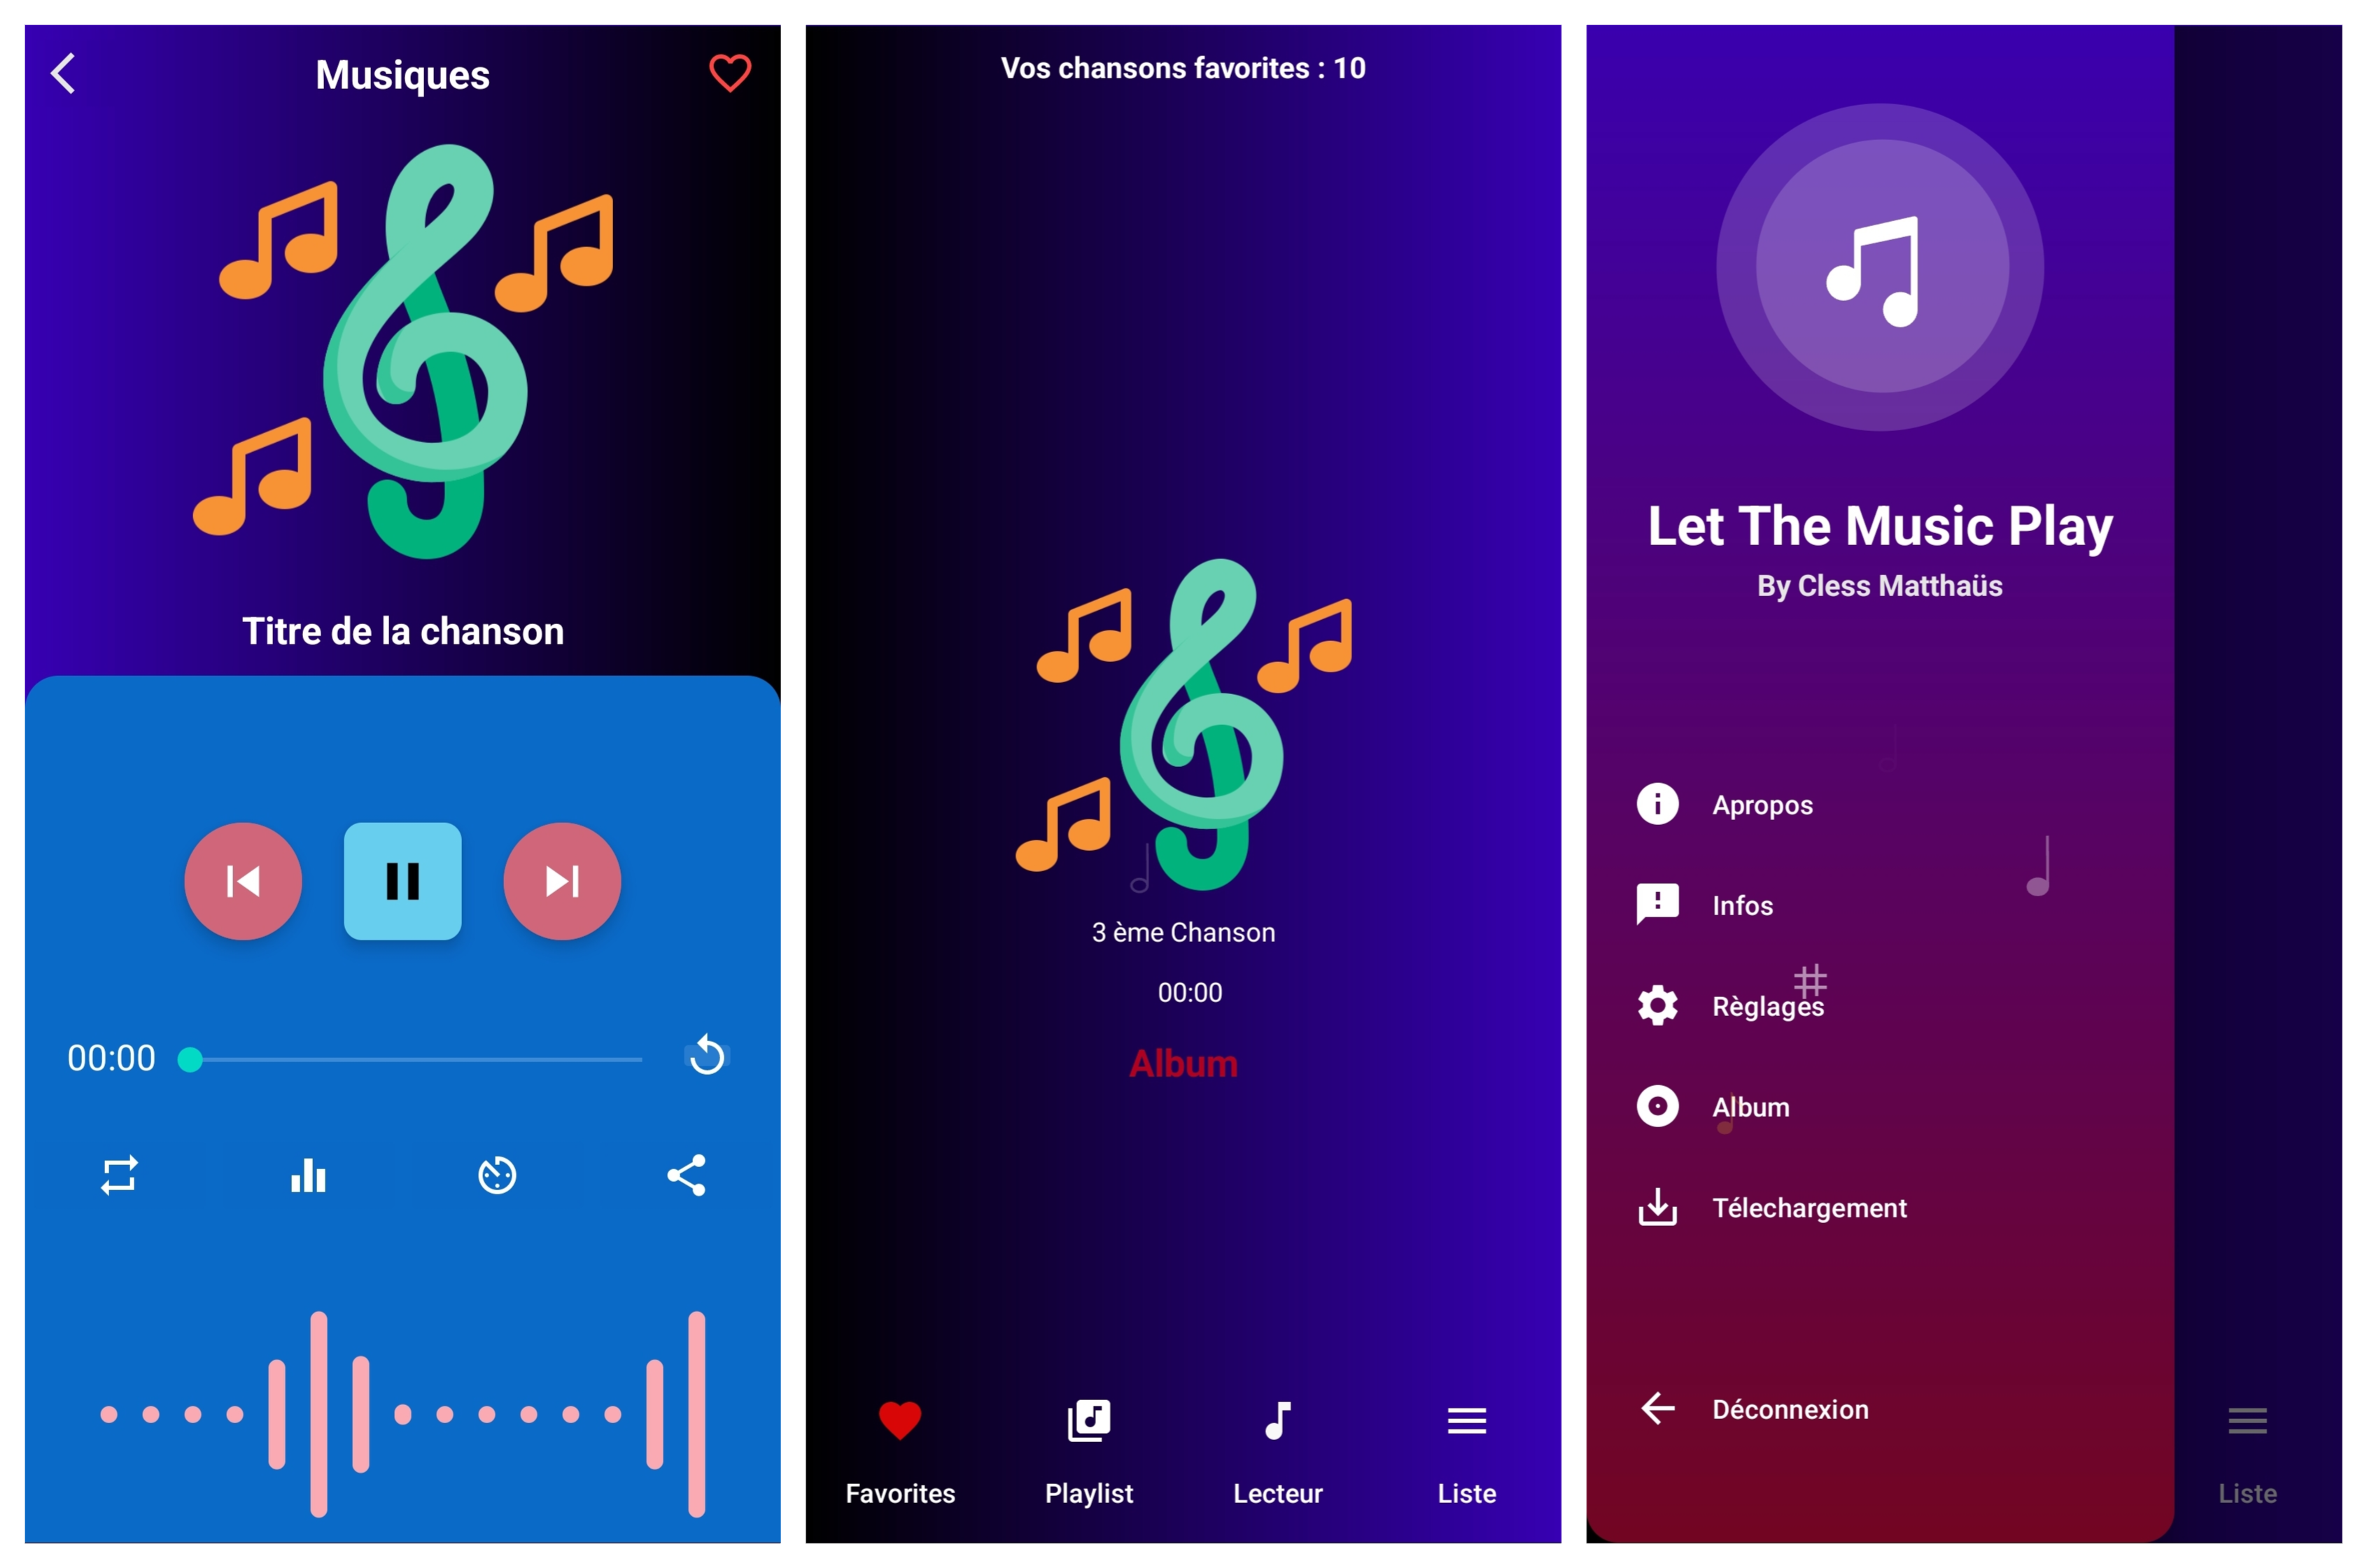 Musiques
Titre de la chanson
00:00
Vos chansons favorites : 10
3 ème Chanson
00:00
Album
Favorites
Playlist
Lecteur
Liste
Let The Music Play
By Cless Matthaüs
Apropos
Infos
Règlages
Album
Télechargement
Déconnexion
Liste